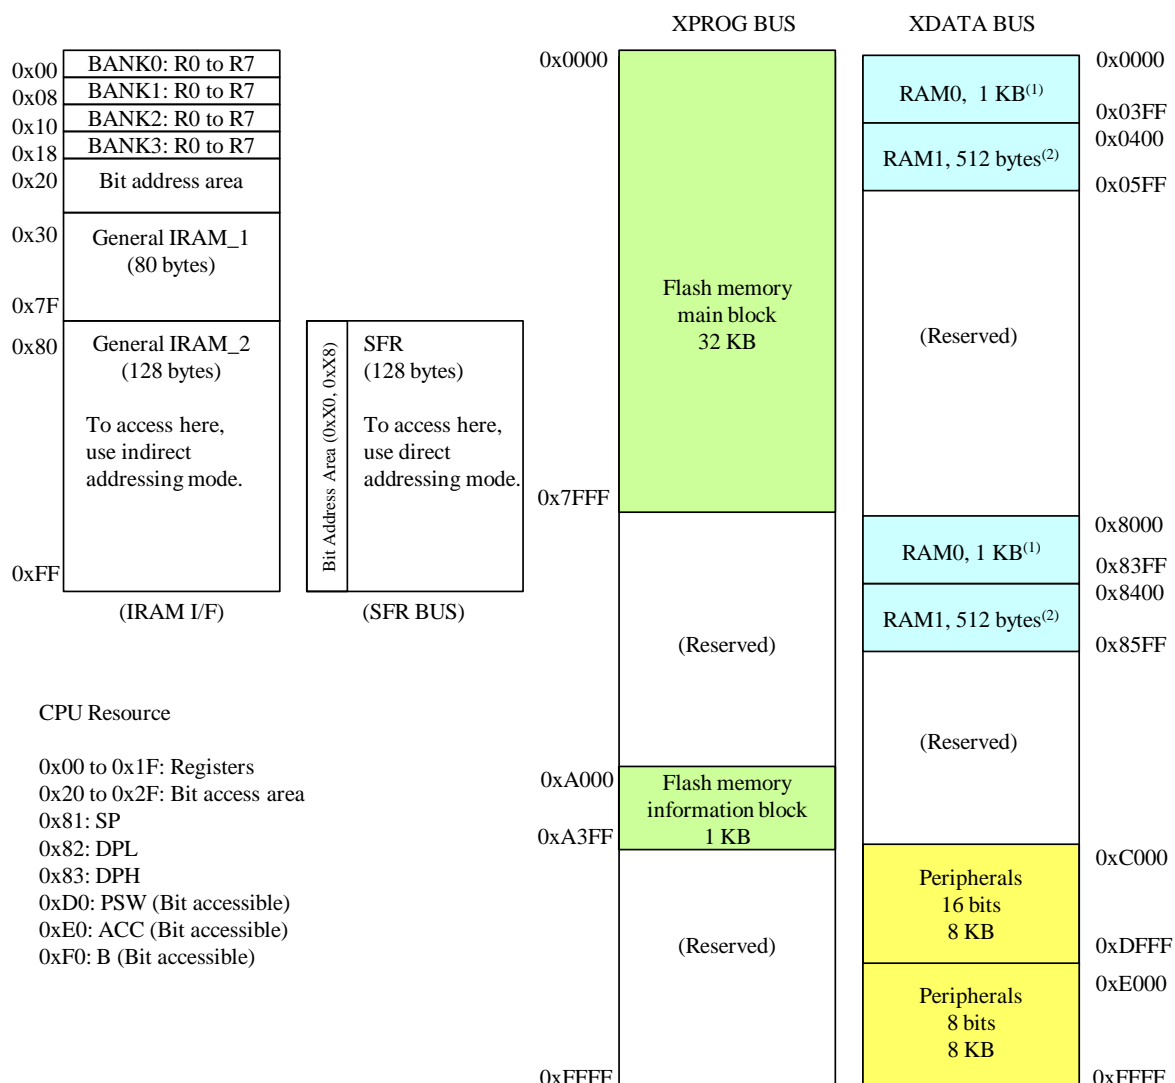 XPROG BUS
XDATA BUS
0x00
BANK0: R0 to R7
0x08
BANK1: R0 to R7
0x10
BANK2: R0 to R7
0x18
BANK3: R0 to R7
0x20
Bit address area
0x30
General IRAM_1
(80 bytes)
0x7F
0x80
General IRAM_2
(128 bytes)
To access here,
use indirect
addressing mode.
0xFF
(IRAM I/F)
Bit Address Area (0xX0, 0xX8)
SFR
(128 bytes)
To access here,
use direct
addressing mode.
(SFR BUS)
CPU Resource
0x00 to 0x1F: Registers
0x20 to 0x2F: Bit access area
0x81: SP
0x82: DPL
0x83: DPH
0xD0: PSW (Bit accessible)
0xE0: ACC (Bit accessible)
0xF0: B (Bit accessible)
0x0000
Flash memory
main block
32 KB
0x7FFF
(Reserved)
0xA000
Flash memory
information block
1 KB
0xA3FF
(Reserved)
0xFFFF
0x0000
RAM0, 1 KB(1)
0x03FF
0x0400
RAM1, 512 bytes(2)
0x05FF
(Reserved)
0x8000
RAM0, 1 KB(1)
0x83FF
0x8400
RAM1, 512 bytes(2)
0x85FF
(Reserved)
0xC000
Peripherals
16 bits
8 KB
0xDFFF
0xE000
Peripherals
8 bits
8 KB
0xFFFF